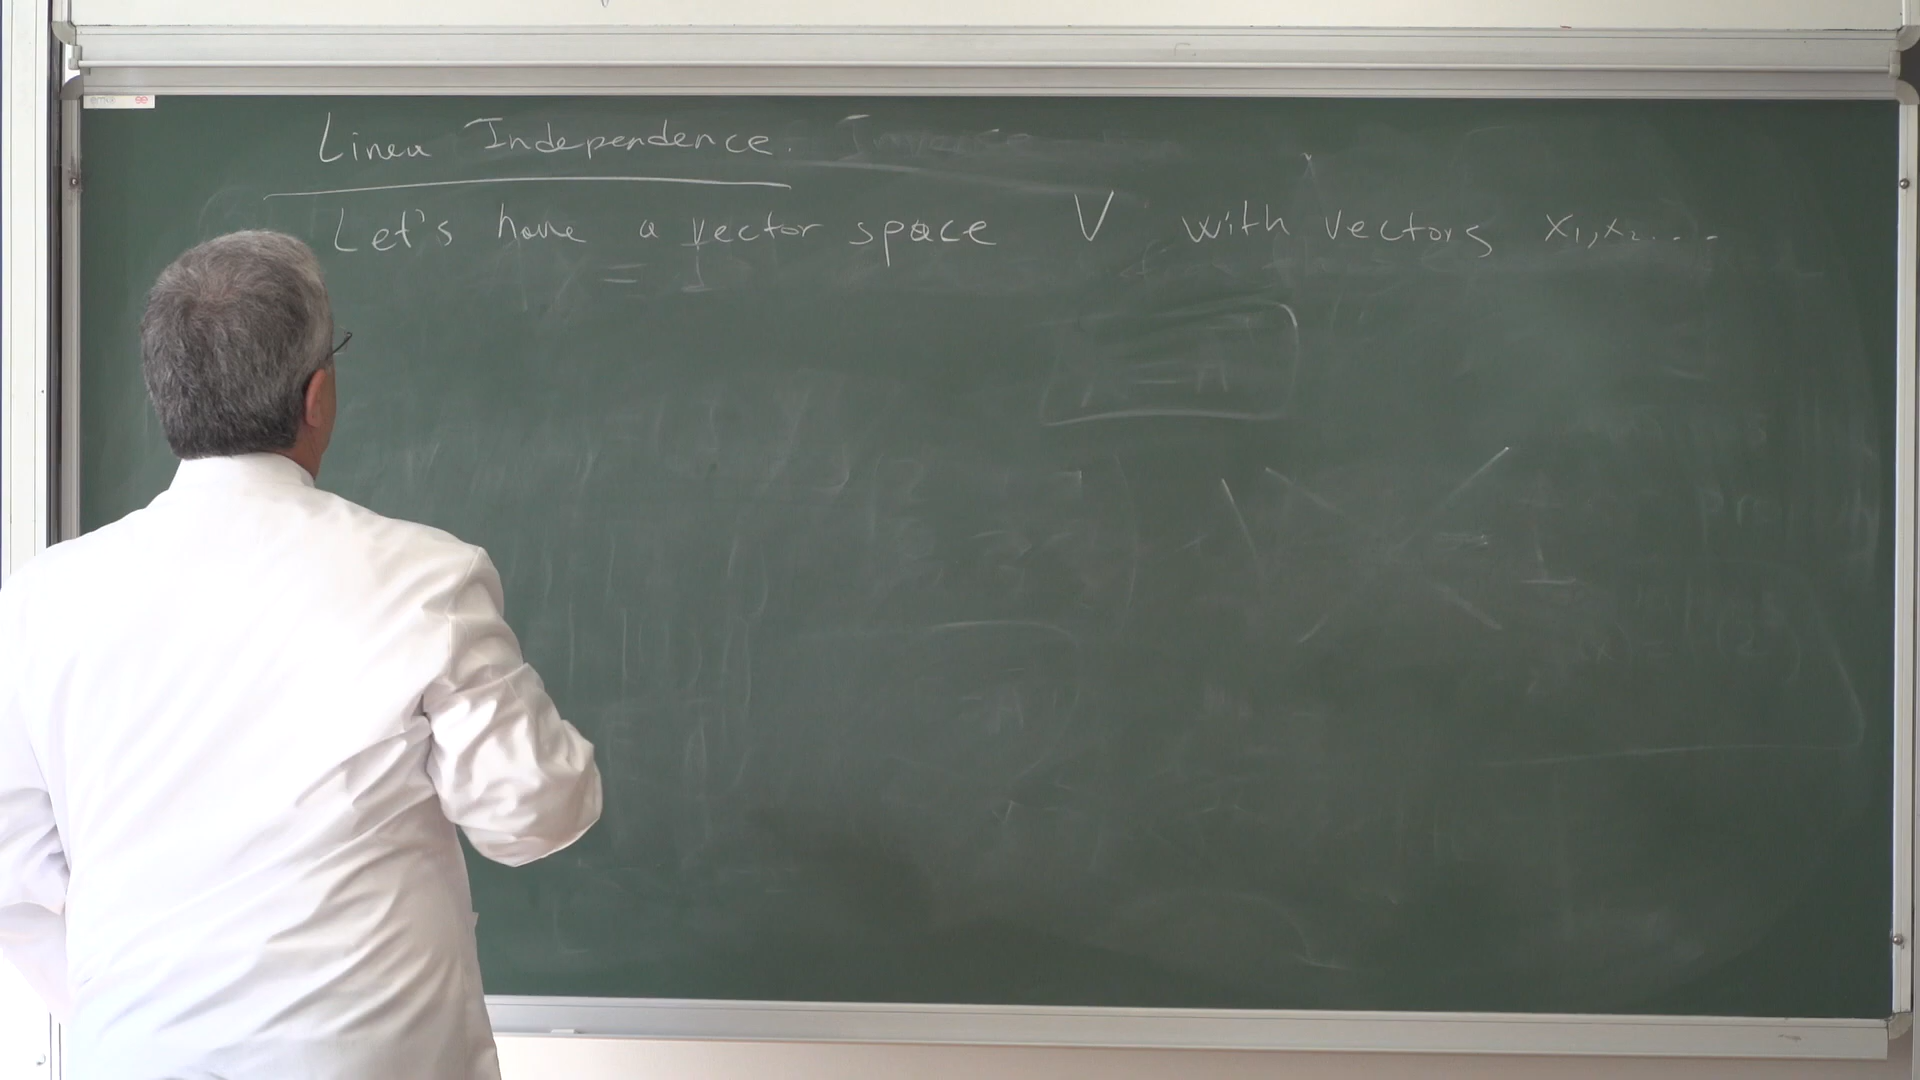 Linea Independence.
Let's have a vector space V with vectors x₁, x₂ . . .